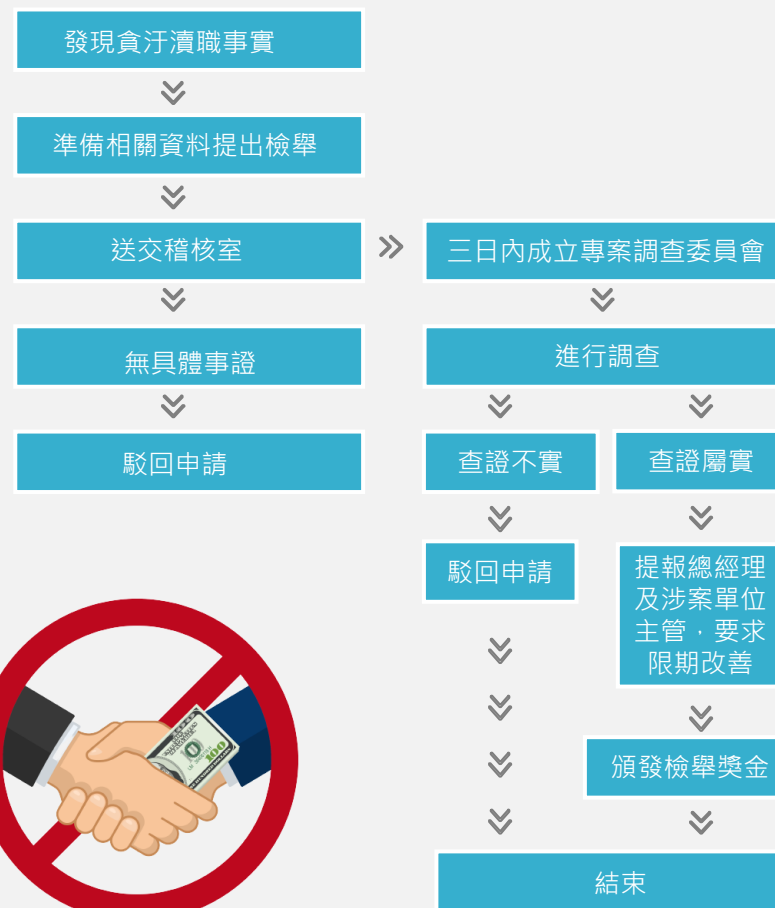 發現貪汙瀆職事實
準備相關資料提出檢舉
送交稽核室
三日內成立專案調查委員會
無具體事證
進行調查
駁回申請
查證不實
查證屬實
駁回申請
提報總經理
及涉案單位
主管，要求
限期改善
頒發檢舉獎金
結束
100